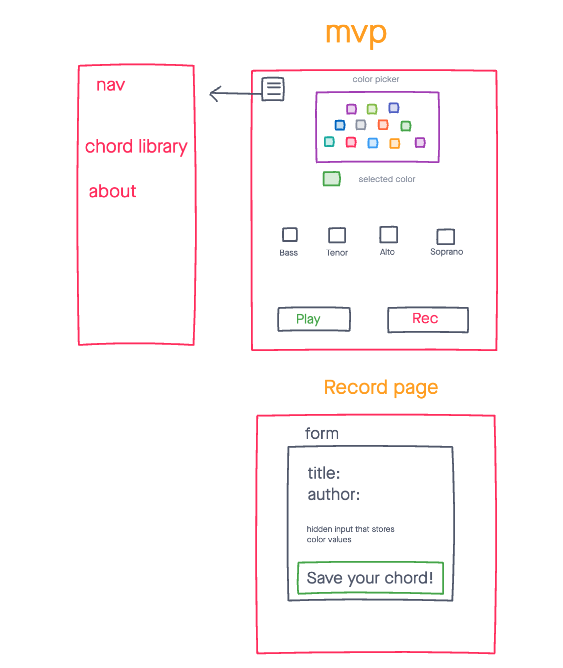 mvp
nav
chord library
about
color picker
selected color
Bass
Tenor
Alto
Soprano
Play
Rec
Record page
form
title:
author:
hidden input that stores
color values
Save your chord!